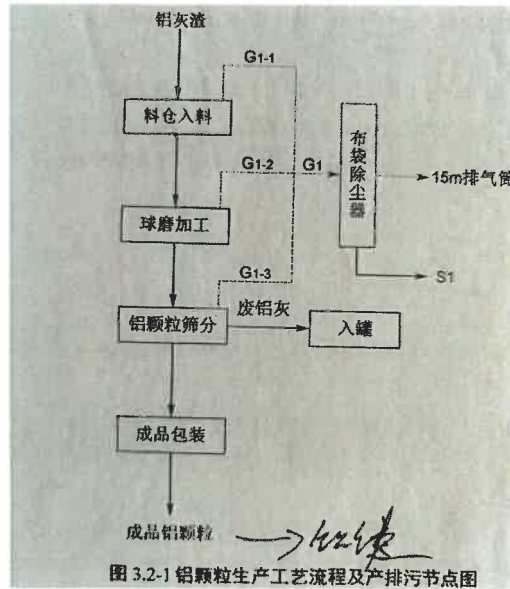 铝灰渣
G1-1
料仓入料
G1-2
G1
布袋除尘器
15m排气筒
球磨加工
G1-3
S1
铝颗粒筛分
废铝灰
入罐
成品包装
成品铝颗粒
图 3.2-1 铝颗粒生产工艺流程及产排污节点图